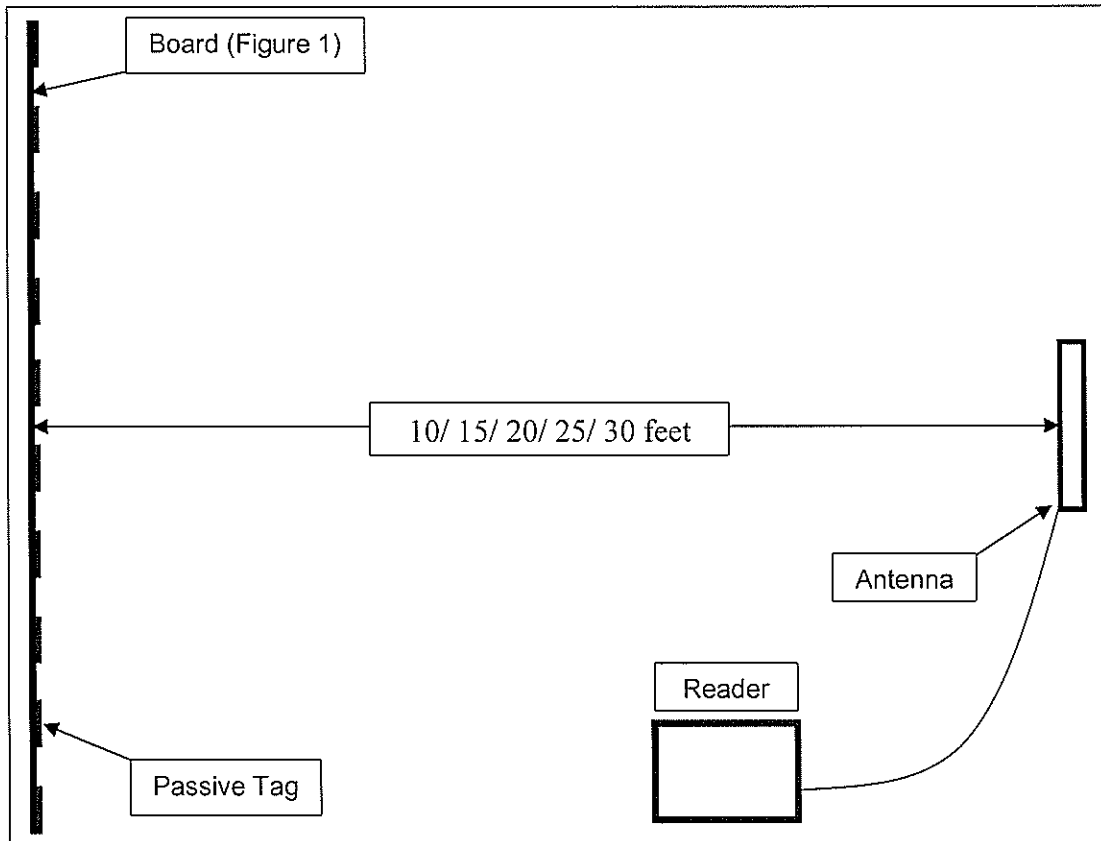 Board (Figure 1)
10/ 15/ 20/ 25/ 30 feet
Antenna
Reader
Passive Tag